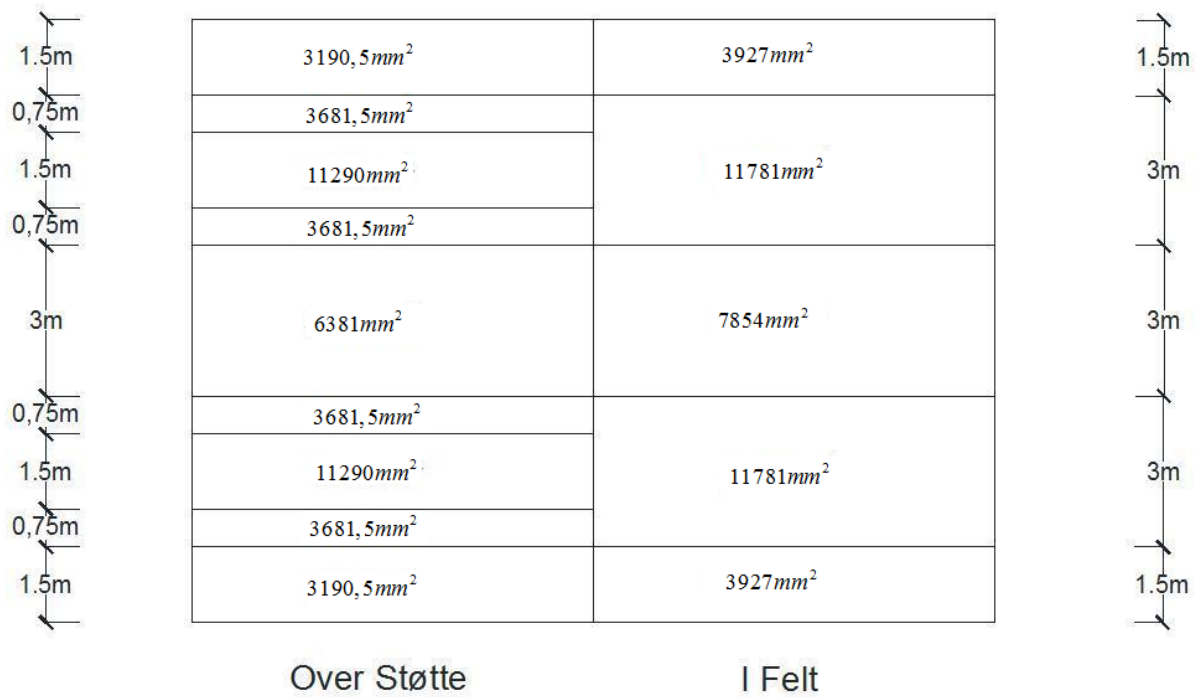 1.5m 3190,5mm² 3927mm² 1.5m
0,75m 3681,5mm²
1.5m 11290mm² 11781mm² 3m
0,75m 3681,5mm²
3m 6381mm² 7854mm² 3m
0,75m 3681,5mm²
1.5m 11290mm² 11781mm² 3m
0,75m 3681,5mm²
1.5m 3190,5mm² 3927mm² 1.5m
Over Støtte I Felt